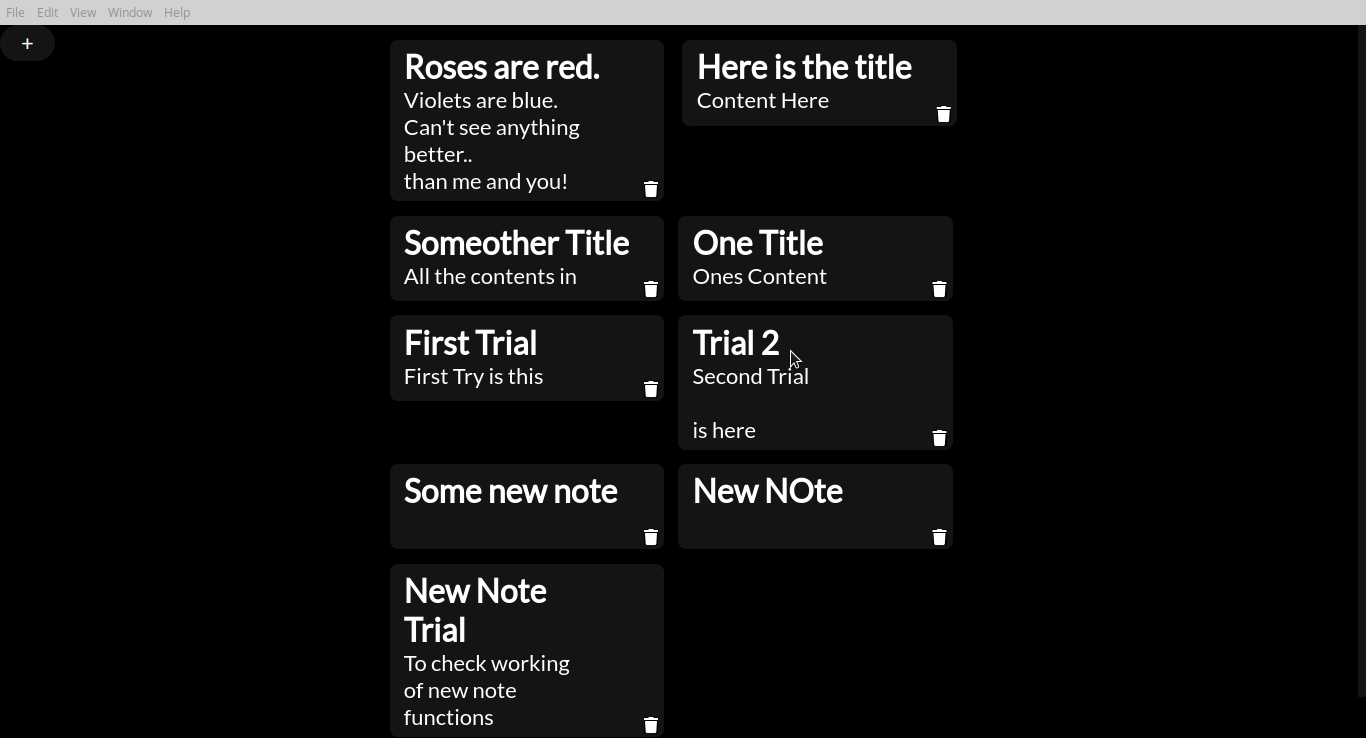 File Edit View Window Help
+
Roses are red.
Violets are blue.
Can't see anything
better..
than me and you!
Here is the title
Content Here
Someother Title
All the contents in
One Title
Ones Content
First Trial
First Try is this
Trial 2
Second Trial
is here
Some new note
New NOte
New Note
Trial
To check working
of new note
functions